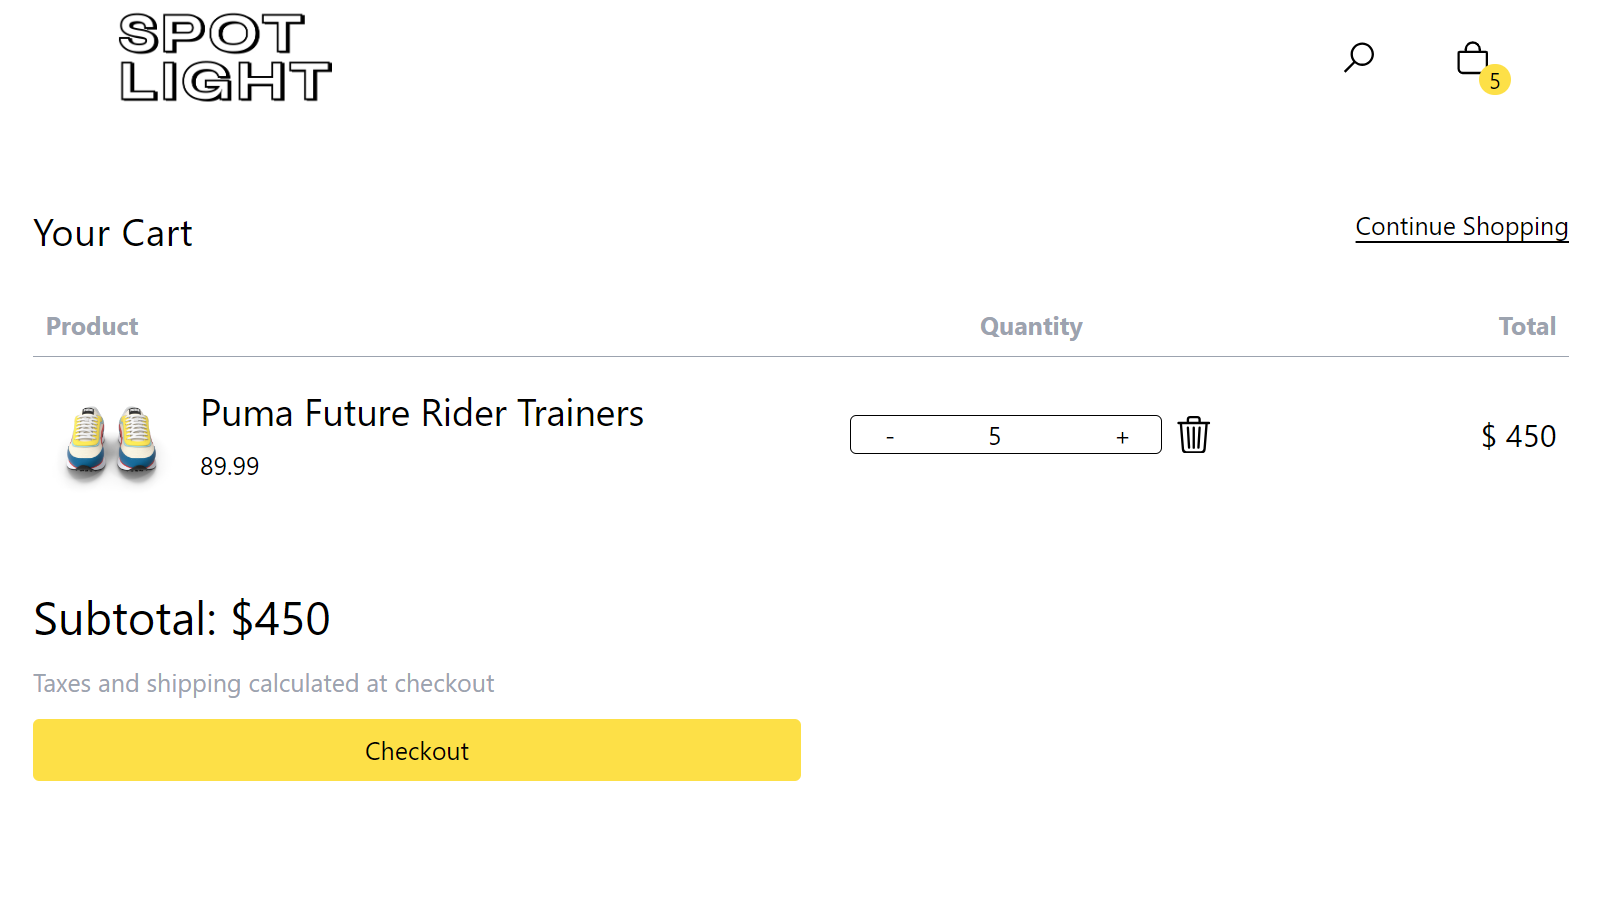 SPOT
LIGHT
5
Your Cart
Continue Shopping
Product Quantity Total
Puma Future Rider Trainers
89.99
- 5 +
$ 450
Subtotal: $450
Taxes and shipping calculated at checkout
Checkout